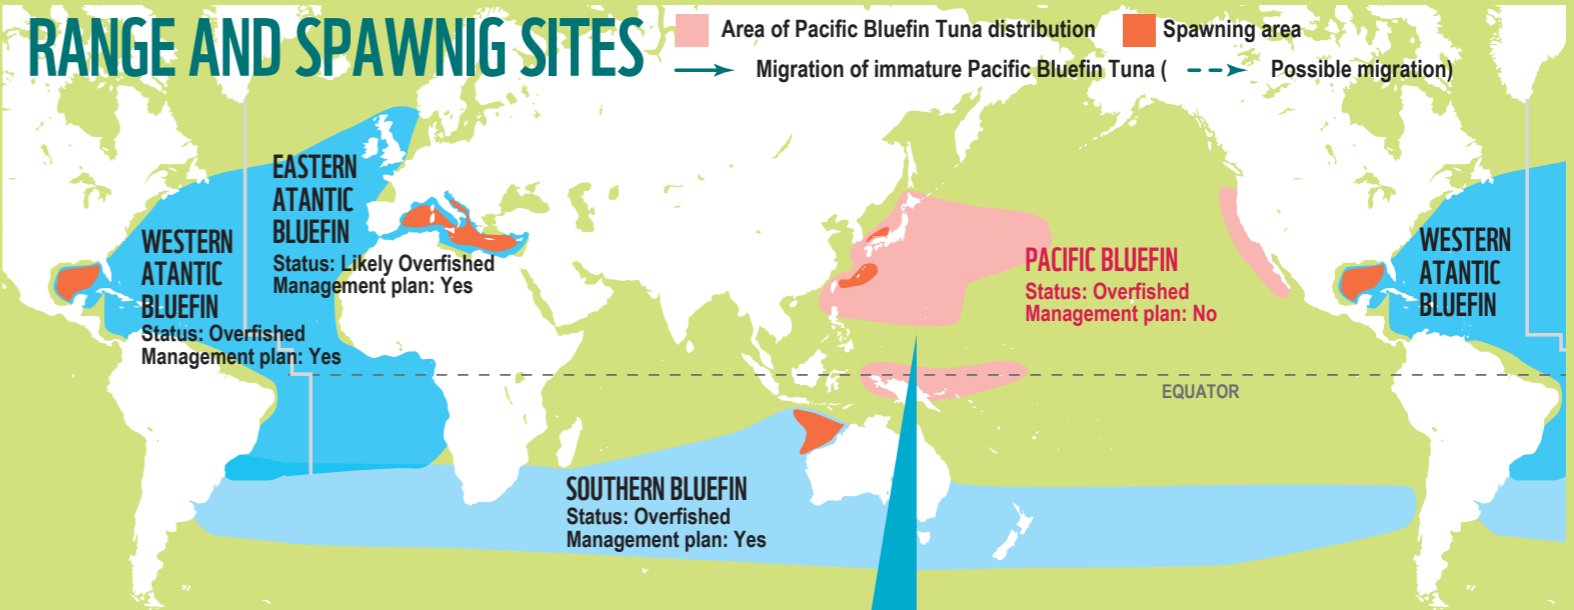 RANGE AND SPAWNIG SITES
Area of Pacific Bluefin Tuna distribution
Spawning area
Migration of immature Pacific Bluefin Tuna (
Possible migration)
EASTERN
ATANTIC
BLUEFIN
Status: Likely Overfished
Management plan: Yes
WESTERN
ATANTIC
BLUEFIN
Status: Overfished
Management plan: Yes
PACIFIC BLUEFIN
Status: Overfished
Management plan: No
WESTERN
ATANTIC
BLUEFIN
EQUATOR
SOUTHERN BLUEFIN
Status: Overfished
Management plan: Yes